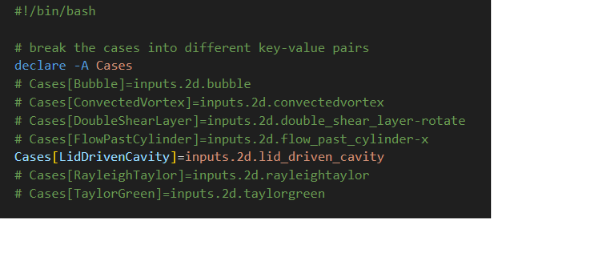 #!/bin/bash
# break the cases into different key-value pairs
declare -A Cases
# Cases[Bubble]=inputs.2d.bubble
# Cases[ConvectedVortex]=inputs.2d.convectedvortex
# Cases[DoubleShearLayer]=inputs.2d.double_shear_layer-rotate
# Cases[FlowPastCylinder]=inputs.2d.flow_past_cylinder-x
Cases[LidDrivenCavity]=inputs.2d.lid_driven_cavity
# Cases[RayleighTaylor]=inputs.2d.rayleightaylor
# Cases[TaylorGreen]=inputs.2d.taylorgreen